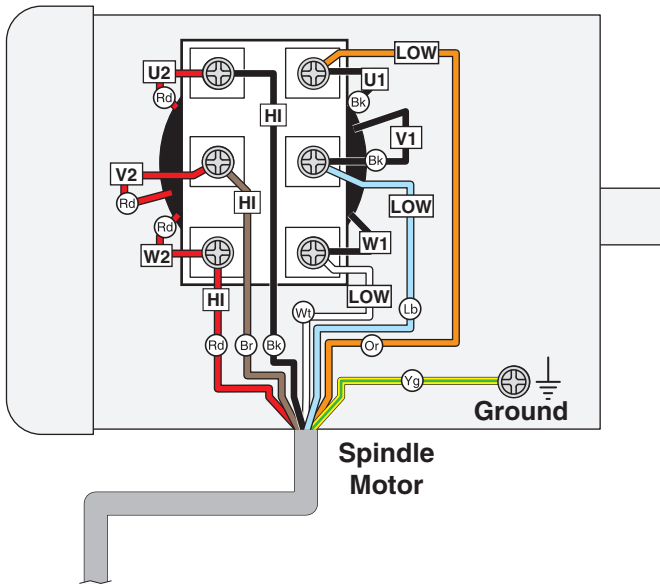 LOW
U2
U1
Rd
Bk
HI
V1
Bk
V2
HI
LOW
Rd
Rd
W1
W2
HI
LOW
Wt
Lb
Rd
Br
Bk
Or
Yg
Ground
Spindle
Motor